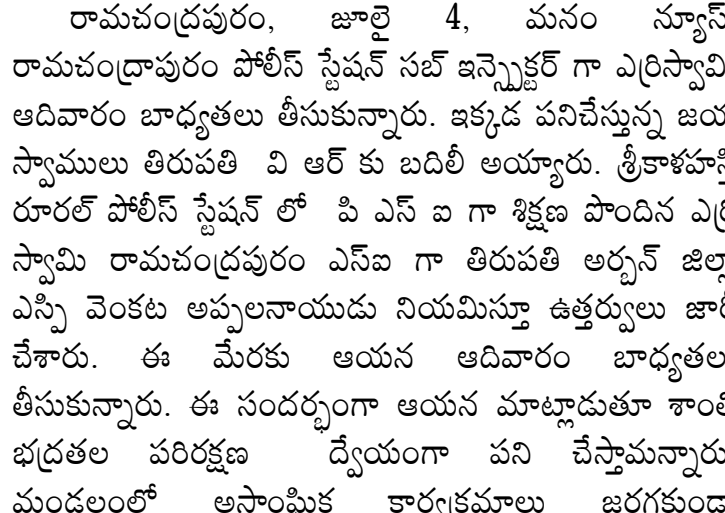 రామచంద్రపురం, జూలై 4, మనం న్యూస్
రామచంద్రాపురం పోలీస్ స్టేషన్ సబ్ ఇన్స్పెక్టర్ గా ఎర్రిస్వామి
ఆదివారం బాధ్యతలు తీసుకున్నారు. ఇక్కడ పనిచేస్తున్న జయ
స్వాములు తిరుపతి వి ఆర్ కు బదిలీ అయ్యారు. శ్రీకాళహస్తి
రూరల్ పోలీస్ స్టేషన్ లో పి ఎస్ ఐ గా శిక్షణ పొందిన ఎర్రి
స్వామి రామచంద్రపురం ఎస్ఐ గా తిరుపతి అర్బన్ జిల్లా
ఎస్పి వెంకట అప్పలనాయుడు నియమిస్తూ ఉత్తర్వులు జారీ
చేశారు. ఈ మేరకు ఆయన ఆదివారం బాధ్యతల
తీసుకున్నారు. ఈ సందర్భంగా ఆయన మాట్లాడుతూ శాంతి
భద్రతల పరిరక్షణ ద్వేయంగా పని చేస్తామన్నారు
మండలంలో అసాంఘిక కార్యక్రమాలు జరగకుండా